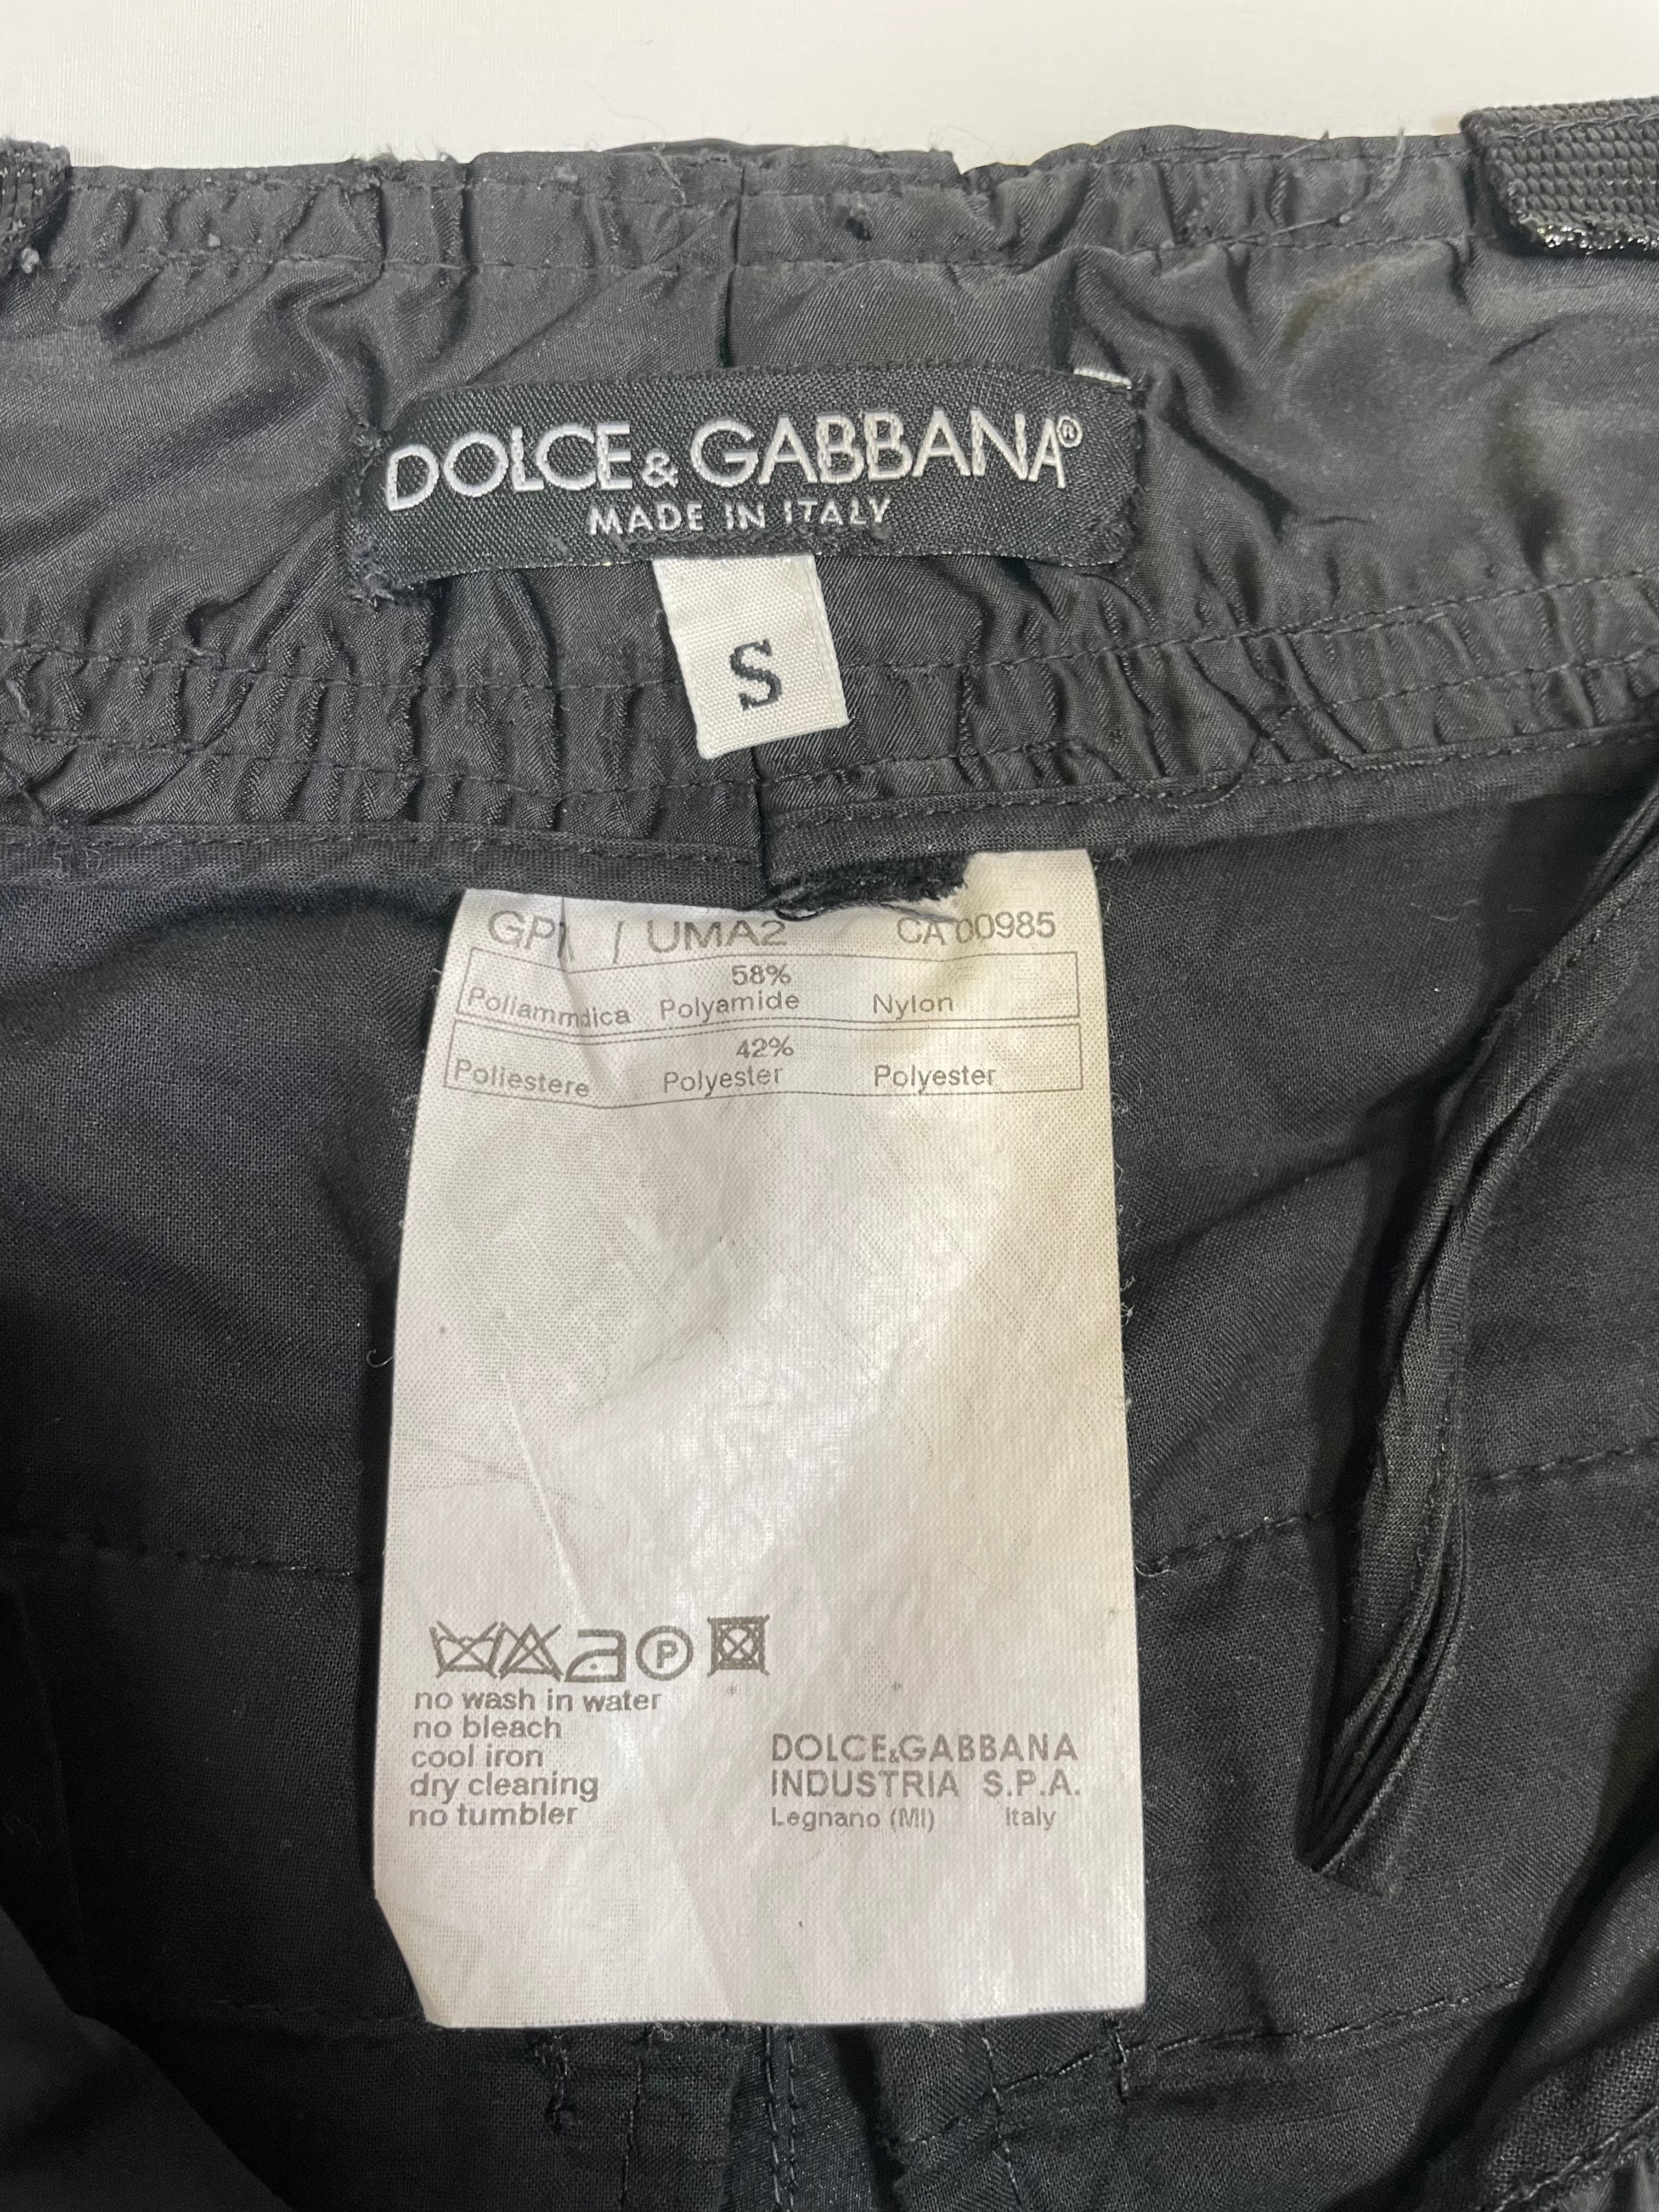 DOLCE & GABBANA®
MADE IN ITALY
S
/ UMA2 CA 00985
58%
Poliammdica Polyamide Nylon
42%
Poliestere Polyester Polyester
P
no wash in water
no bleach
cool iron
dry cleaning
no tumbler
DOLCE&GABBANA
INDUSTRIA S.P.A.
Legnano (MI) Italy